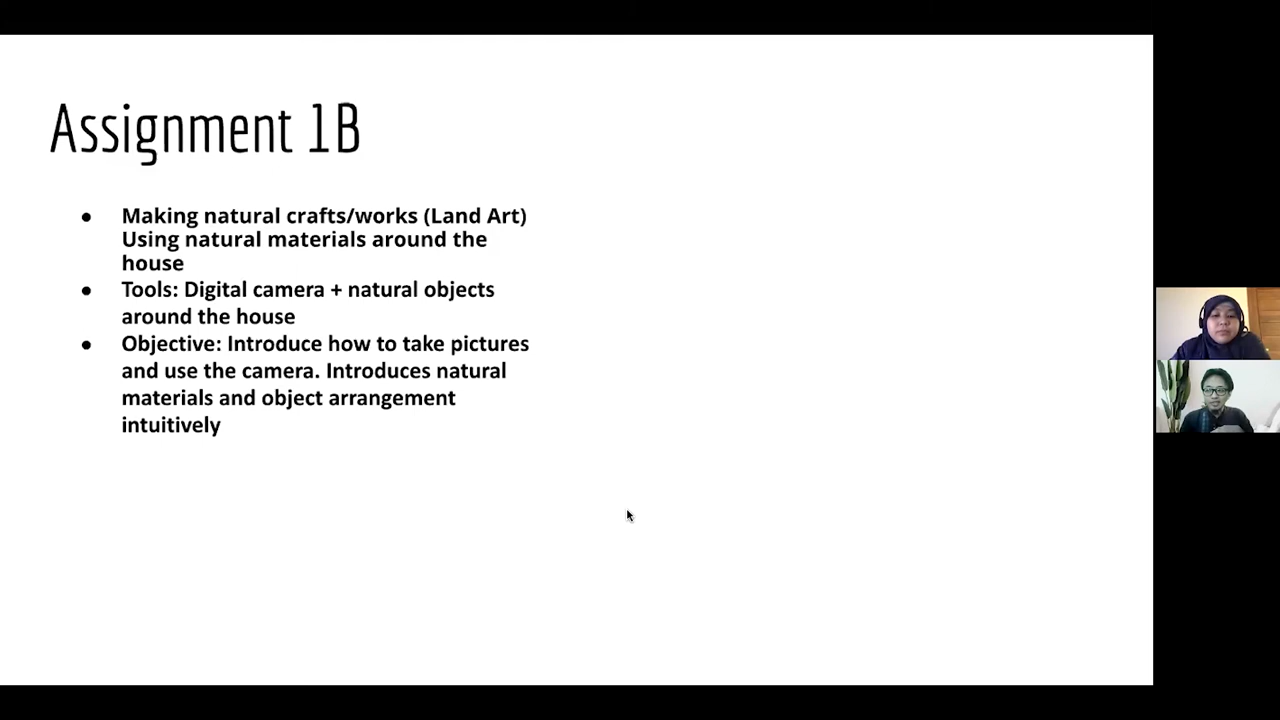 Assignment 1B
● Making natural crafts/works (Land Art)
Using natural materials around the
house
● Tools: Digital camera + natural objects
around the house
● Objective: Introduce how to take pictures
and use the camera. Introduces natural
materials and object arrangement
intuitively